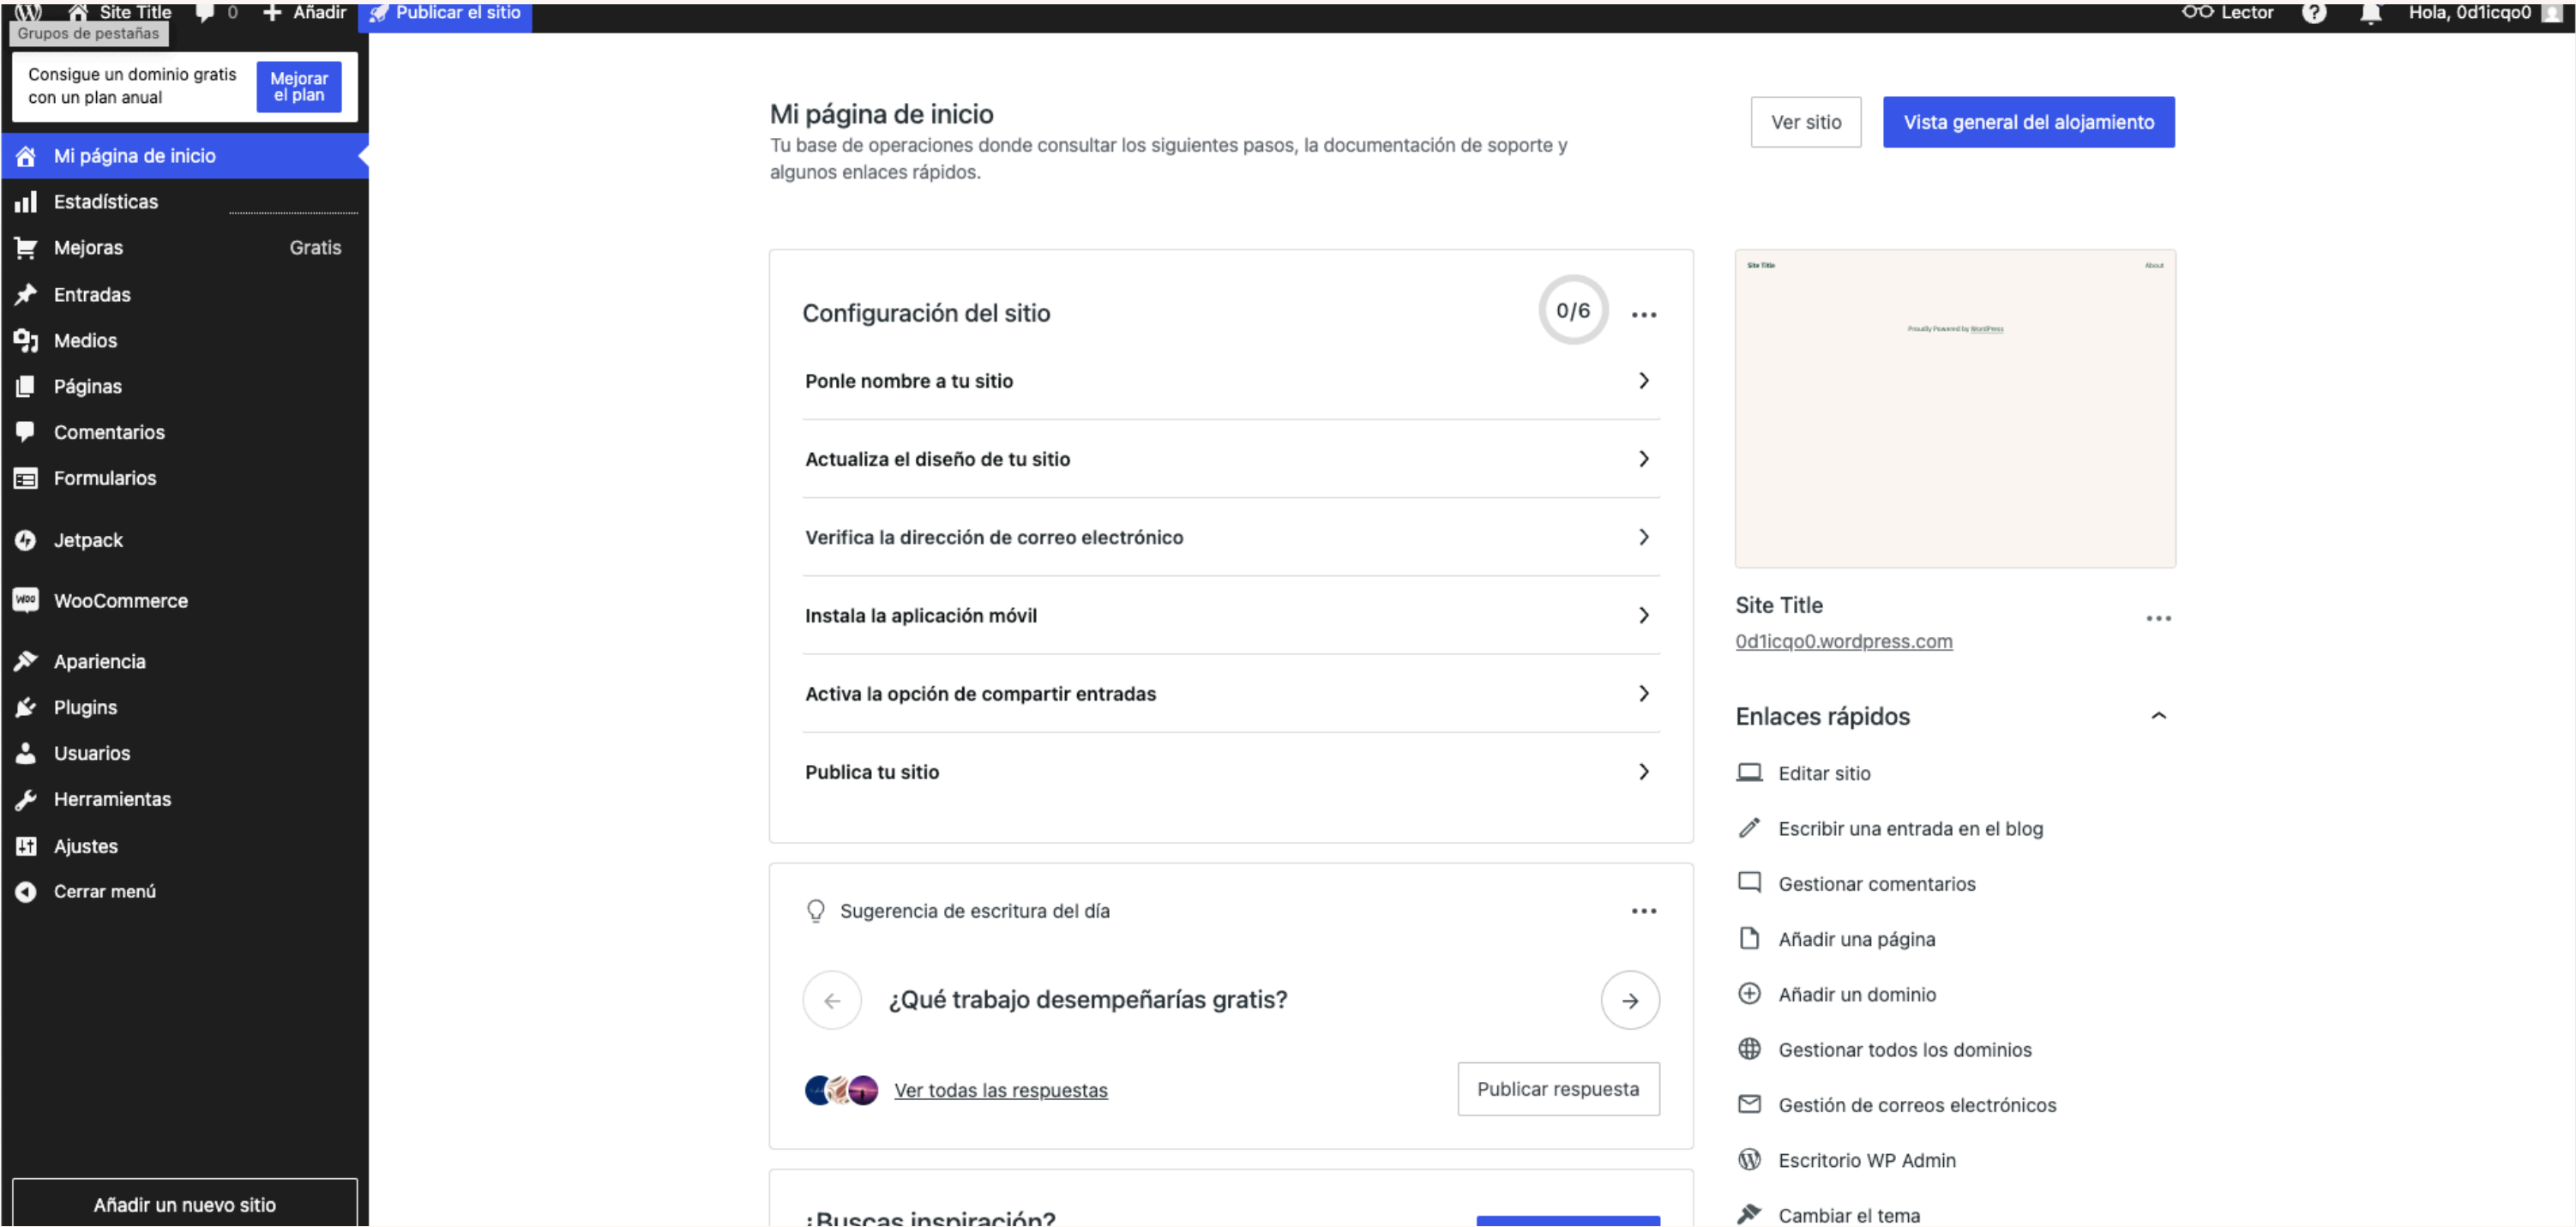 Site Title 0 Añadir Publicar el sitio Lector Hola, 0d1icqo0
Grupos de pestañas
Consigue un dominio gratis
con un plan anual
Mejorar
el plan
Mi página de inicio
Estadísticas
Mejoras Gratis
Entradas
Medios
Páginas
Comentarios
Formularios
Jetpack
WooCommerce
Apariencia
Plugins
Usuarios
Herramientas
Ajustes
Cerrar menú
Añadir un nuevo sitio
Mi página de inicio
Tu base de operaciones donde consultar los siguientes pasos, la documentación de soporte y
algunos enlaces rápidos.
Ver sitio
Vista general del alojamiento
Configuración del sitio
0/6
Ponle nombre a tu sitio
Actualiza el diseño de tu sitio
Verifica la dirección de correo electrónico
Instala la aplicación móvil
Activa la opción de compartir entradas
Publica tu sitio
Sugerencia de escritura del día
¿Qué trabajo desempeñarías gratis?
Ver todas las respuestas
Publicar respuesta
¿Buscas inspiración?
Site Title About
Proudly Powered by WordPress
Site Title
0d1icqo0.wordpress.com
Enlaces rápidos
Editar sitio
Escribir una entrada en el blog
Gestionar comentarios
Añadir una página
Añadir un dominio
Gestionar todos los dominios
Gestión de correos electrónicos
Escritorio WP Admin
Cambiar el tema